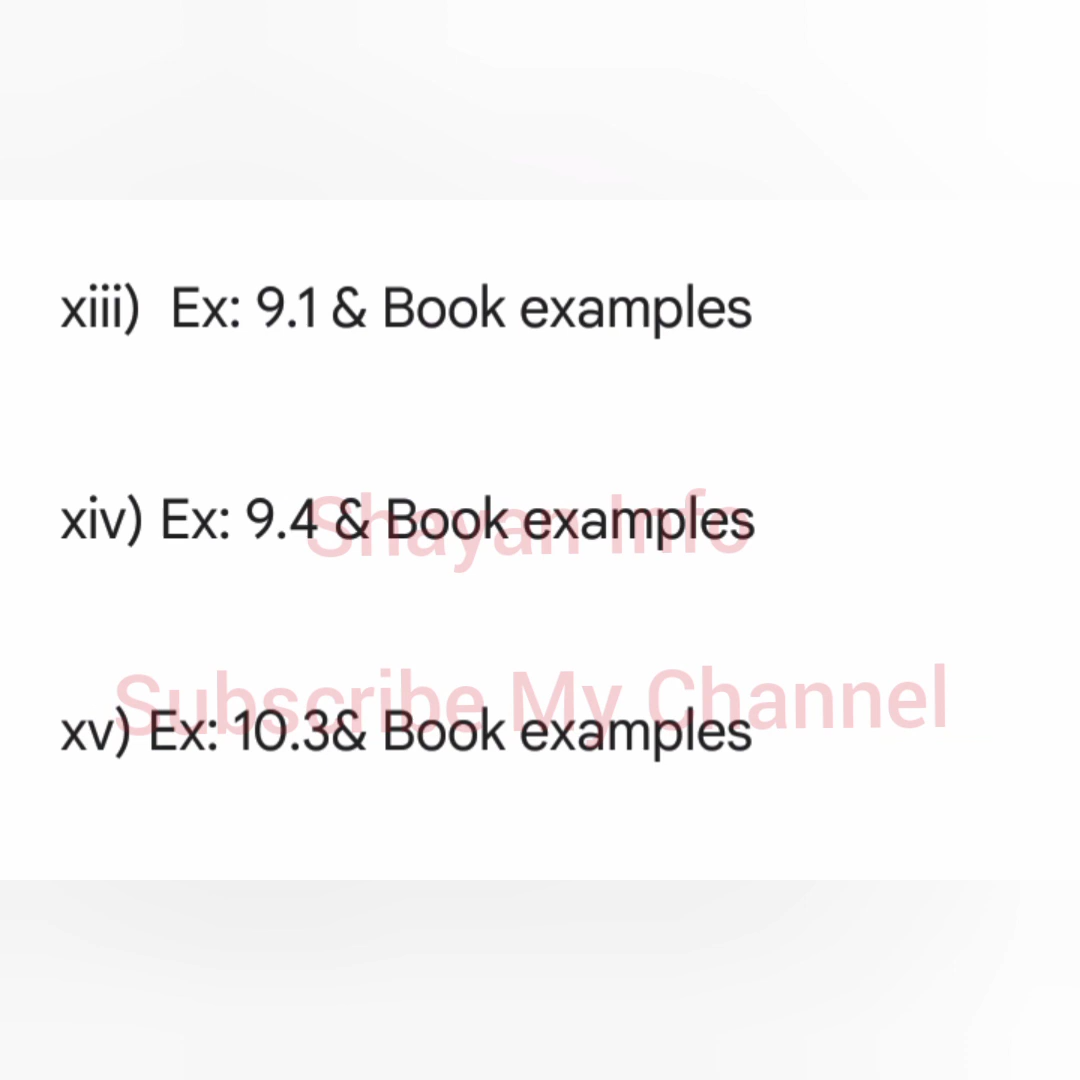 xiii) Ex: 9.1 & Book examples
xiv) Ex: 9.4 & Book examples
Shayan Info
Subscribe My Channel
xv) Ex: 10.3& Book examples